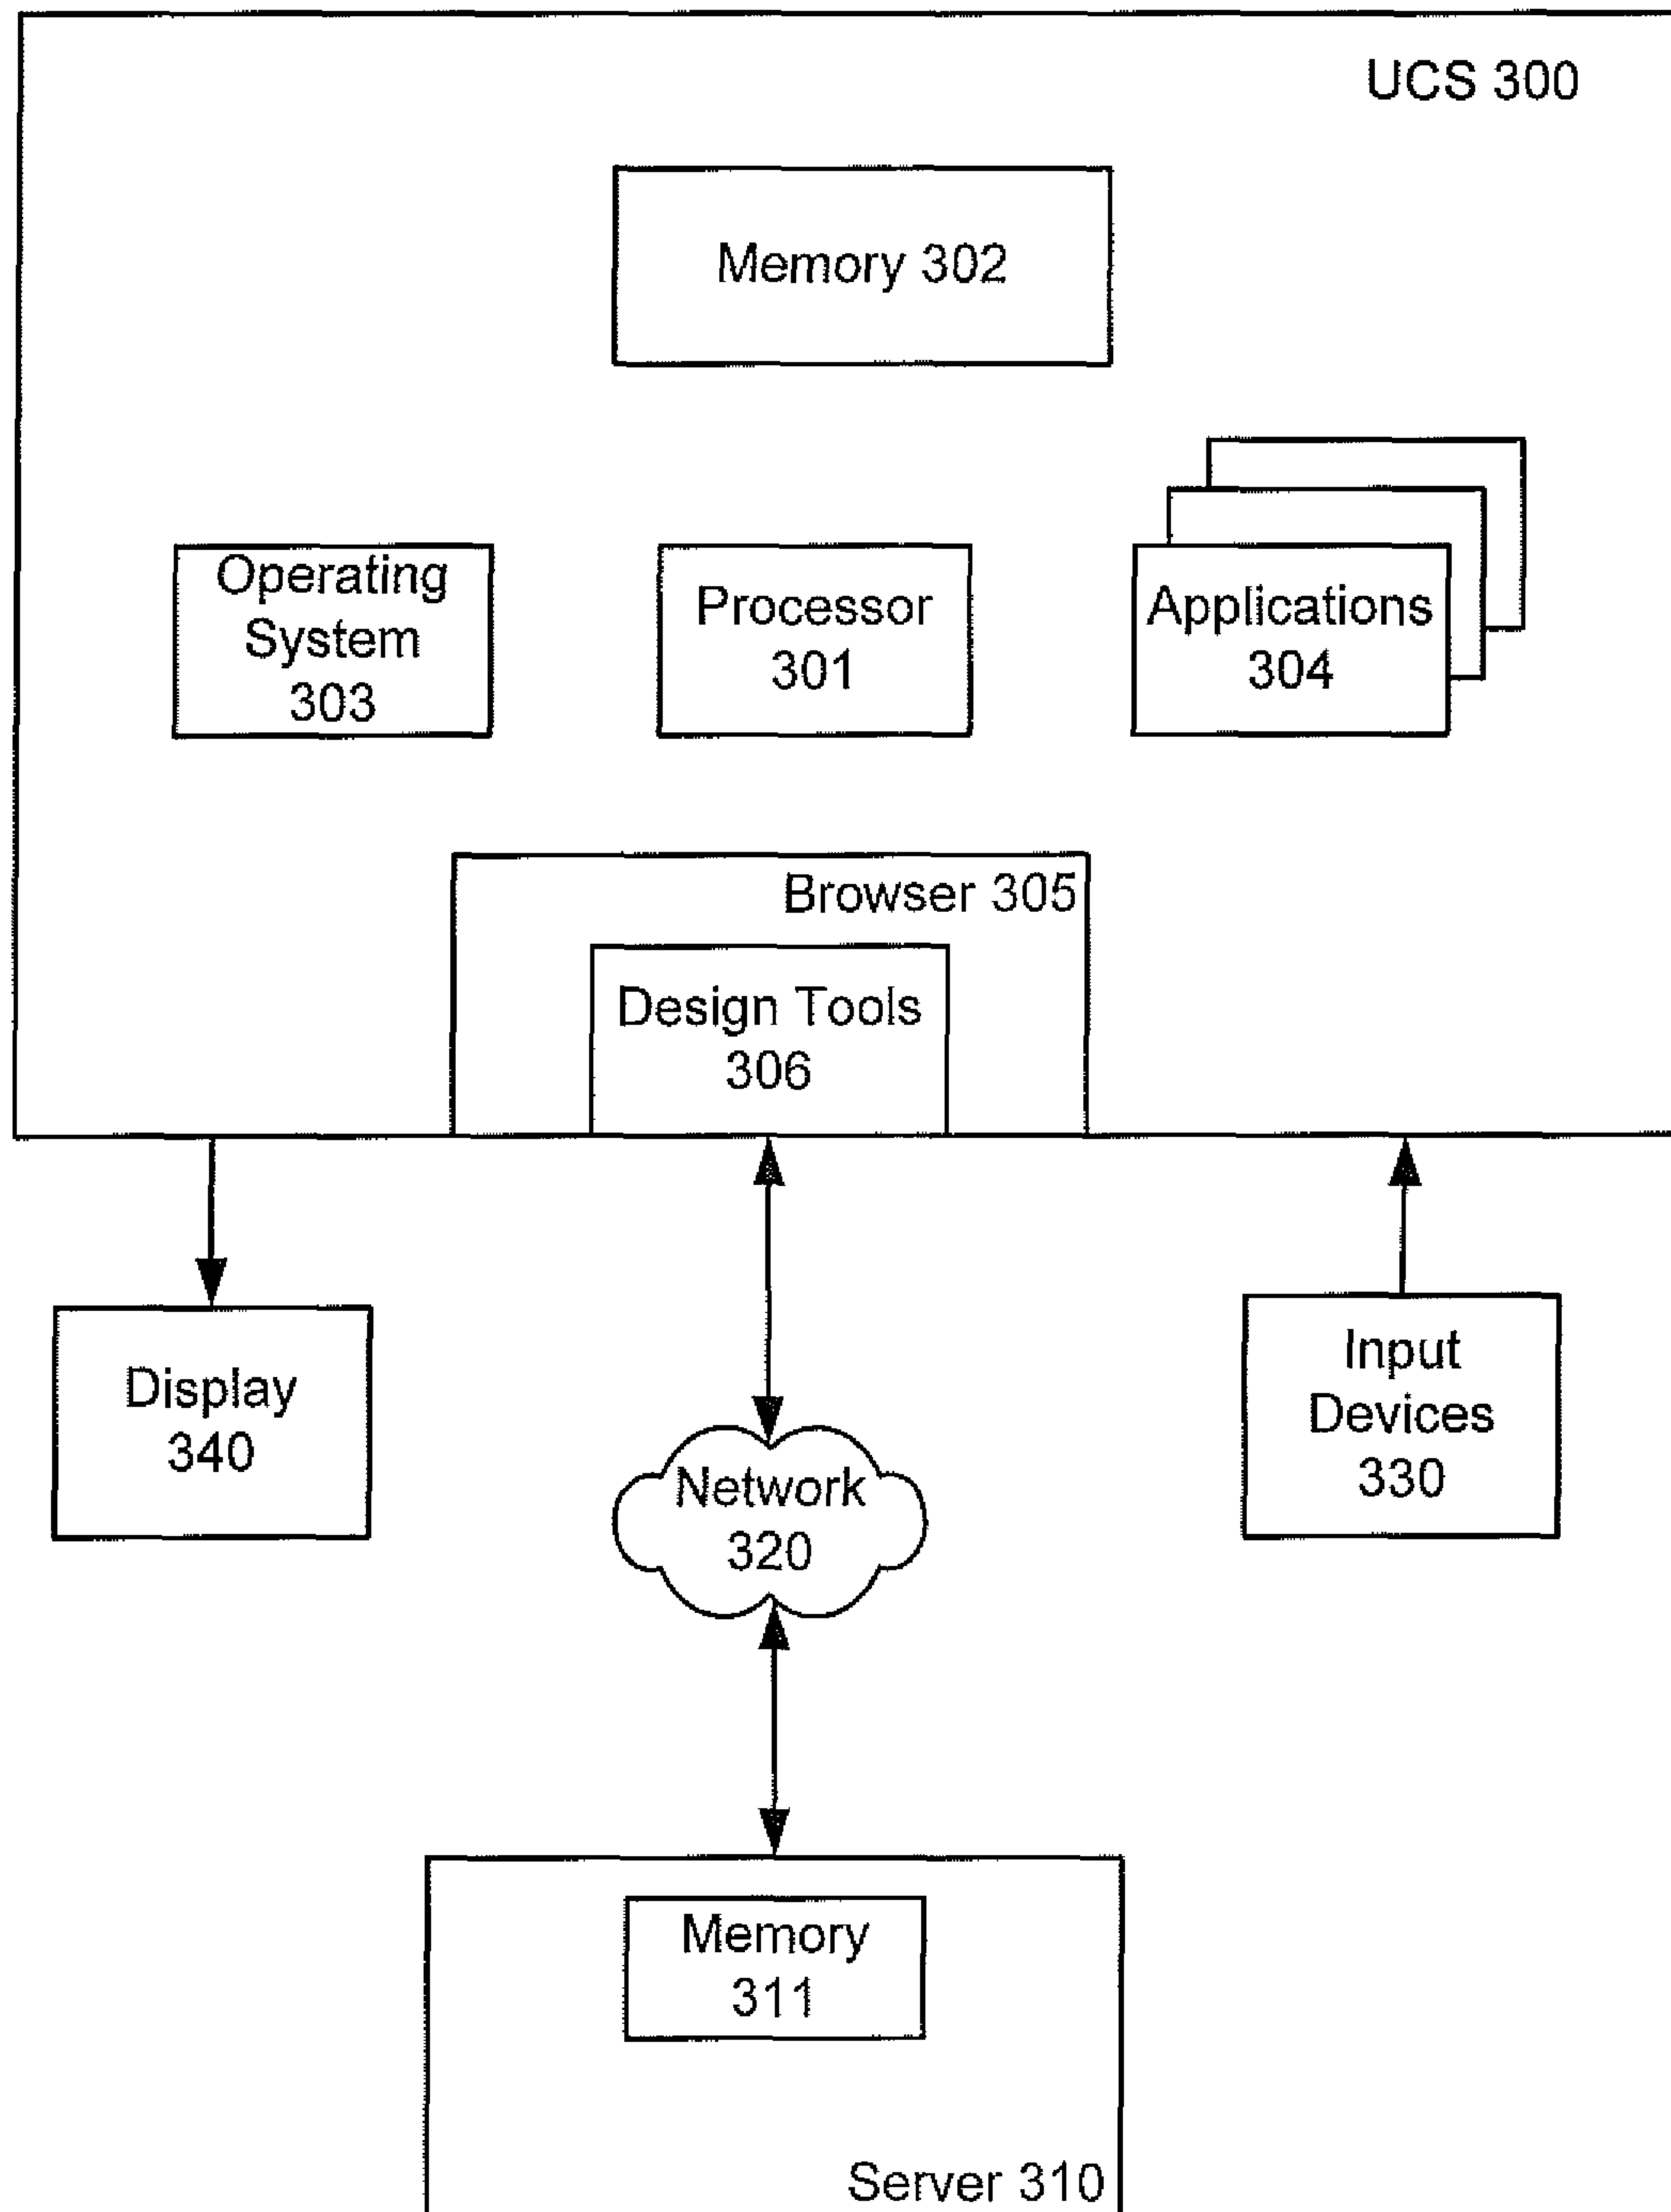 UCS 300
Memory 302
Operating
System
303
Processor
301
Applications
304
Browser 305
Design Tools
306
Display
340
Network
320
Input
Devices
330
Memory
311
Server 310